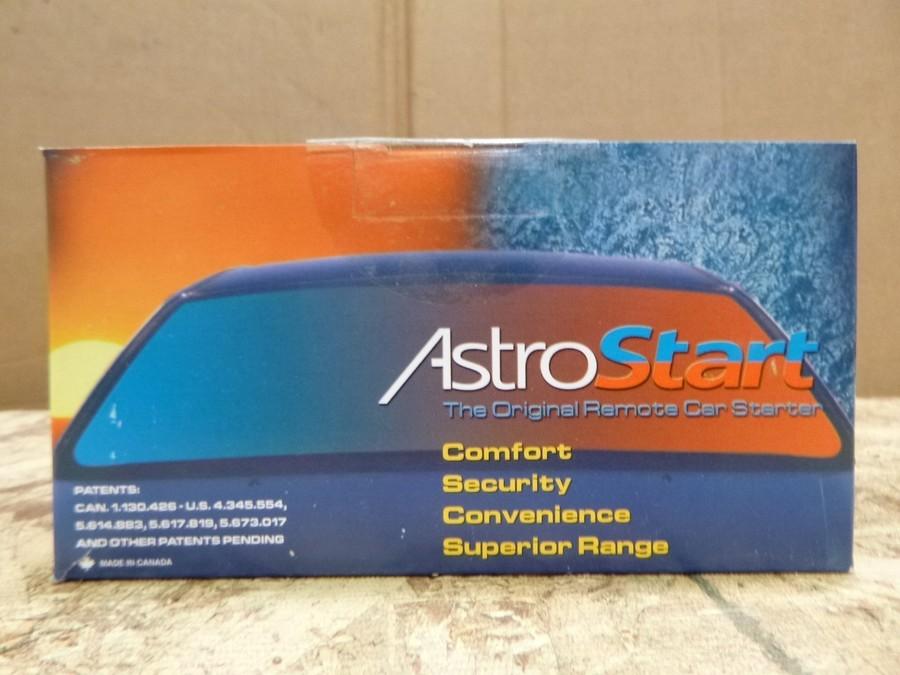 AstroStart
The Original Remote Car Starter
Comfort
Security
Convenience
Superior Range
PATENTS:
CAN. 1.130.426 - U.S. 4.345.554,
5.614.883, 5.617.819, 5.673.017
AND OTHER PATENTS PENDING
MADE IN CANADA